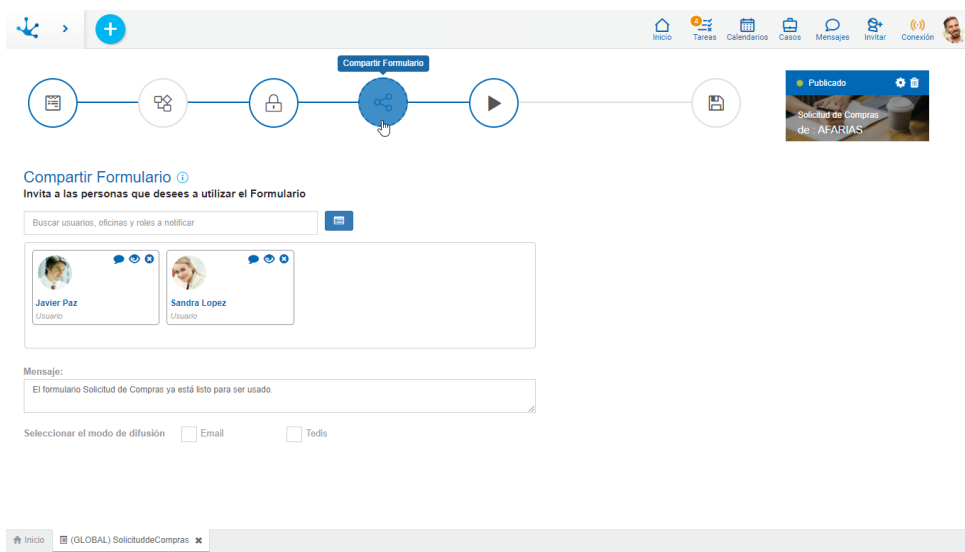 4
Inicio
Tareas
Calendarios
Casos
Mensajes
Invitar
Conexión
Compartir Formulario
Publicado
Solicitud de Compras
de : AFARIAS
Compartir Formulario
Invita a las personas que desees a utilizar el Formulario
Buscar usuarios, oficinas y roles a notificar
Javier Paz
Usuario
Sandra Lopez
Usuario
Mensaje:
El formulario Solicitud de Compras ya está listo para ser usado.
Seleccionar el modo de difusión Email Tedis
Inicio (GLOBAL) SolicituddeCompras